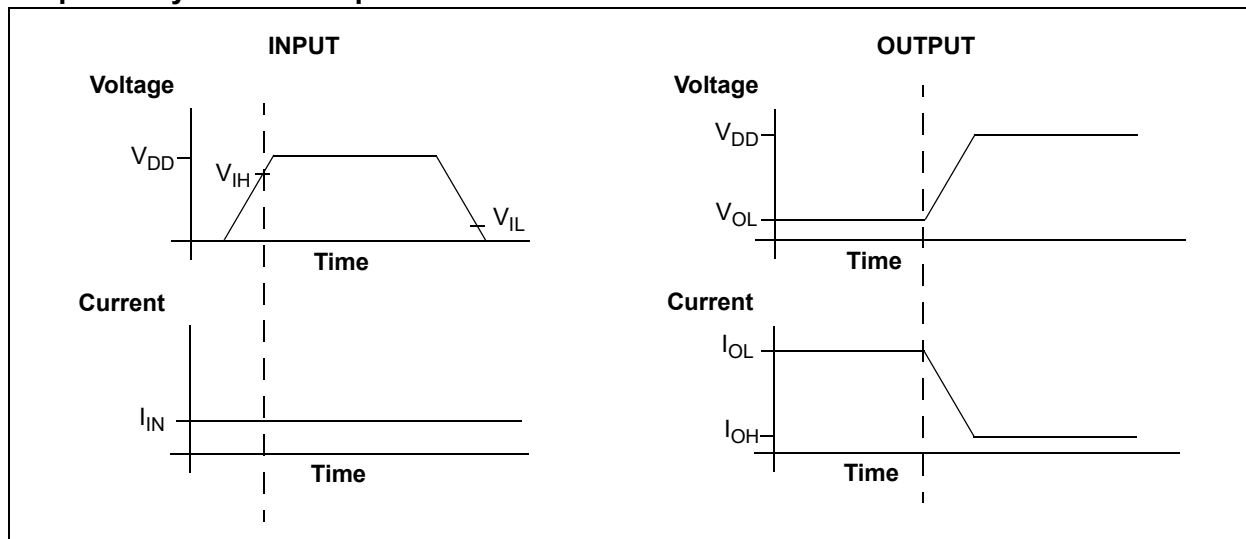 INPUT
Voltage
VDD
VIH
VIL
Time
Current
IIN
Time
OUTPUT
Voltage
VDD
VOL
Time
Current
IOL
IOH
Time